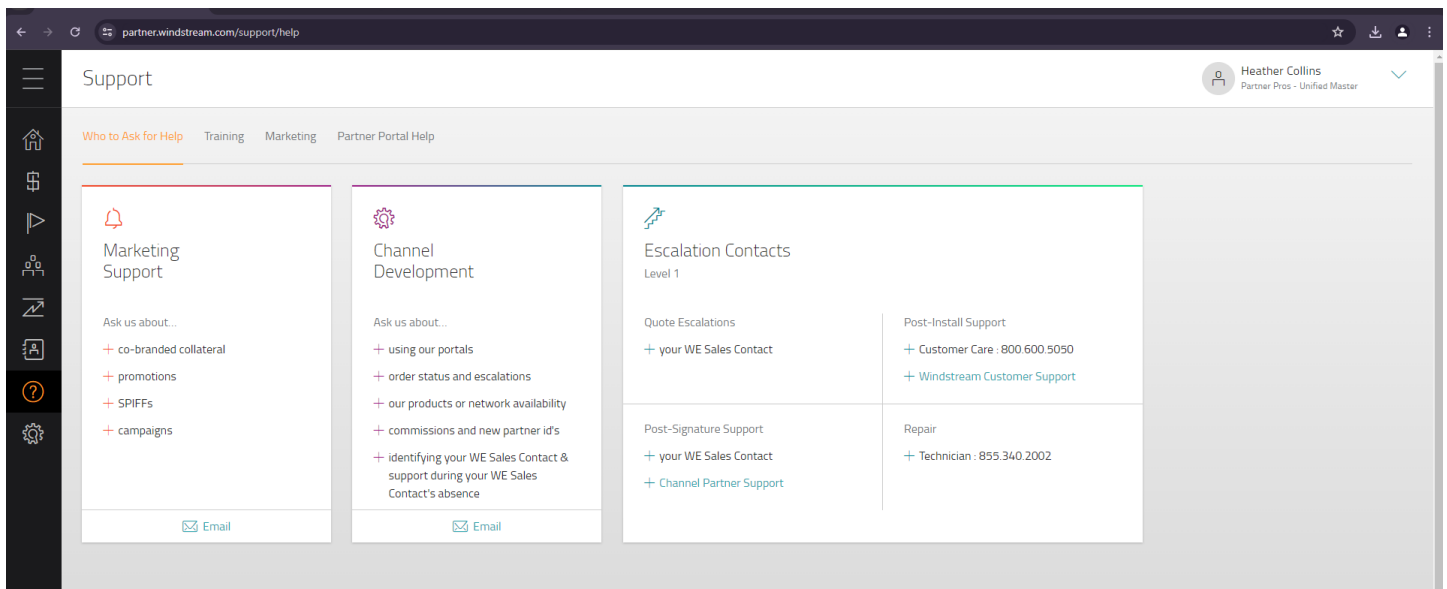 partner.windstream.com/support/help
Support
Heather Collins
Partner Pros - Unified Master
Who to Ask for Help
Training
Marketing
Partner Portal Help
Marketing
Support
Ask us about...
+ co-branded collateral
+ promotions
+ SPIFFs
+ campaigns
Email
Channel
Development
Ask us about...
+ using our portals
+ order status and escalations
+ our products or network availability
+ commissions and new partner id's
+ identifying your WE Sales Contact &
support during your WE Sales
Contact's absence
Email
Escalation Contacts
Level 1
Quote Escalations
+ your WE Sales Contact
Post-Install Support
+ Customer Care : 800.600.5050
+ Windstream Customer Support
Post-Signature Support
+ your WE Sales Contact
+ Channel Partner Support
Repair
+ Technician : 855.340.2002